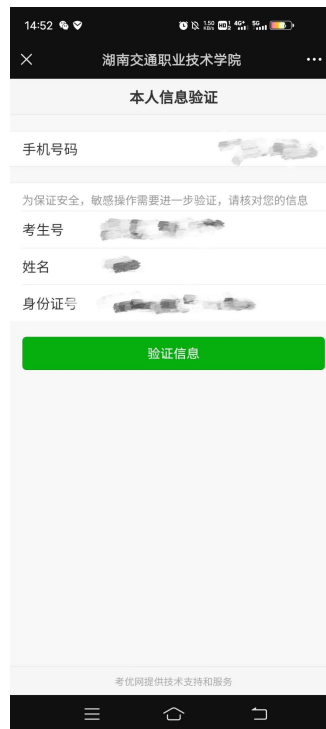 14:52
湖南交通职业技术学院
本人信息验证
手机号码
为保证安全，敏感操作需要进一步验证，请核对您的信息
考生号
姓名
身份证号
验证信息
考优网提供技术支持和服务